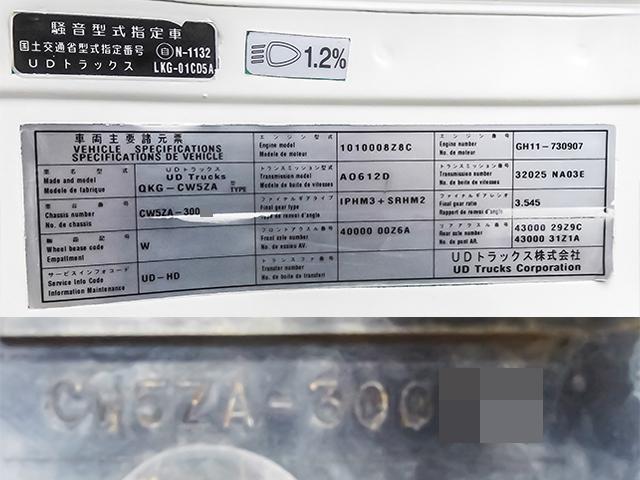 騒音型式指定車
国土交通省型式指定番号 自 N-1132
UDトラックス LKG-01CD5A
1.2%
車両主要諸元票
VEHICLE SPECIFICATIONS
SPECIFICATIONS DE VEHICLE
エンジン型式
Engine model
Modele de moteur
1010008Z8C
エンジン番号
Engine number
No. de moteur
GH11-730907
車名型式
Made and model
Modele de fabrique
UDトラックス
UD Trucks
QKG-CW5ZA 型 TYPE
トランスミッション型式
Transmission model
Modele de boite de vitesses
AO612D
トランスミッション番号
Transmission number
No. de boite de vitesses
32025 NA03E
車台番号
Chassis number
No. de chassis
CW5ZA-300
ファイナルギアタイプ
Final gear type
Type de renvoi d'angle
IPHM3+SRHM2
ファイナルギアレシオ
Final gear ratio
Rapport de renvoi d'angle
3.545
Wheel base code
Empattement
W
フロントアクスル番号
Front axle number
No. de essieu AV.
40000 00Z6A
リアアクスル番号
Rear axle number
No. de pont AR.
43000 29Z9C
43000 31Z1A
サービスインフォコード
Service Info Code
Information Maintenance
UD-HD
トランスファ番号
Transfer number
No. de boite de transfert
UDトラックス株式会社
UD Trucks Corporation
CW5ZA-300